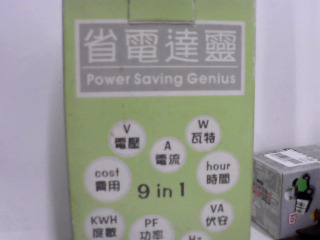 省電達靈
Power Saving Genius
V
電壓
W
瓦特
A
電流
cost
費用
hour
時間
9 in 1
KWH
度數
PF
功率
VA
伏安
Hz